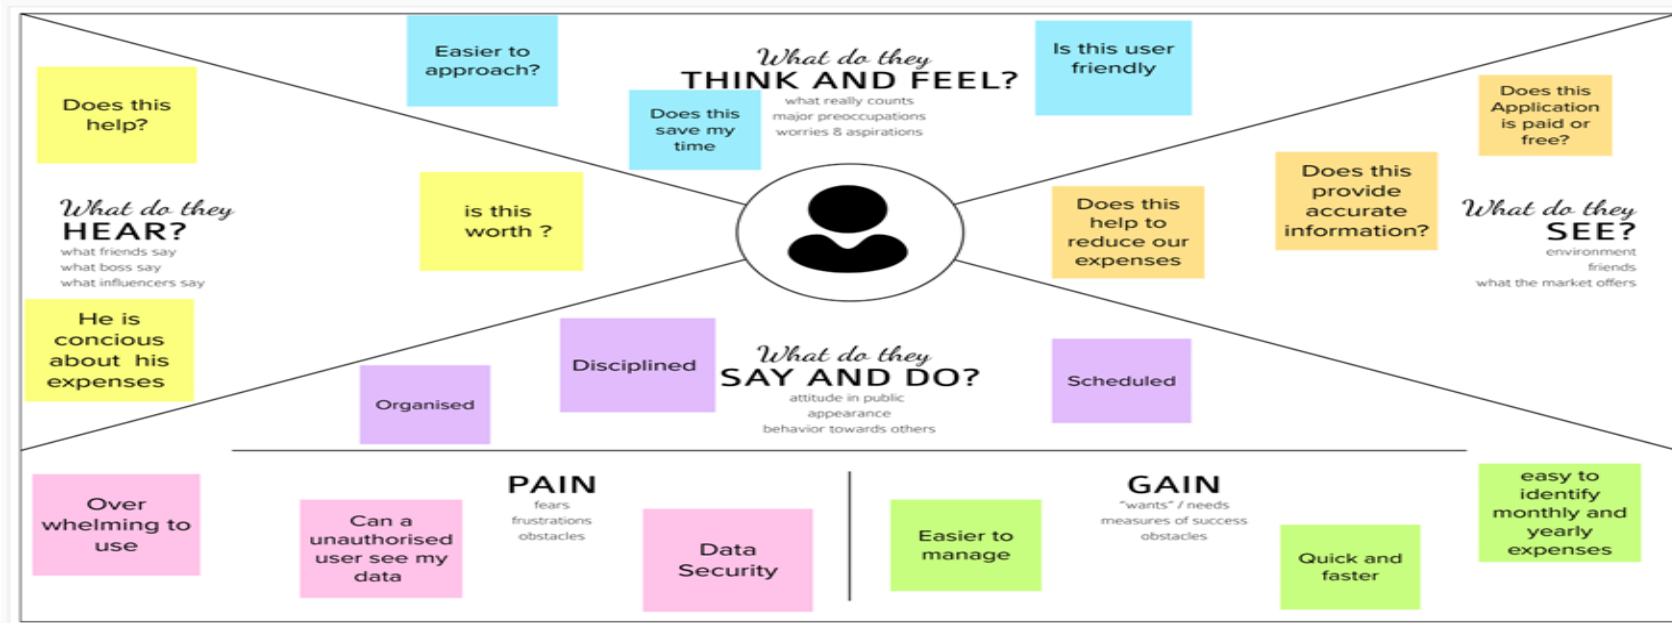 Easier to
approach?
What do they
THINK AND FEEL?
what really counts
major preoccupations
worries & aspirations
Does this
save my
time
Is this user
friendly
Does this
help?
is this
worth ?
What do they
HEAR?
what friends say
what boss say
what influencers say
He is
concious
about his
expenses
Does this
Application
is paid or
free?
Does this
provide
accurate
information?
Does this
help to
reduce our
expenses
What do they
SEE?
environment
friends
what the market offers
Disciplined
Organised
What do they
SAY AND DO?
attitude in public
appearance
behavior towards others
Scheduled
PAIN
fears
frustrations
obstacles
Over
whelming to
use
Can a
unauthorised
user see my
data
Data
Security
GAIN
"wants" / needs
measures of success
obstacles
Easier to
manage
Quick and
faster
easy to
identify
monthly and
yearly
expenses